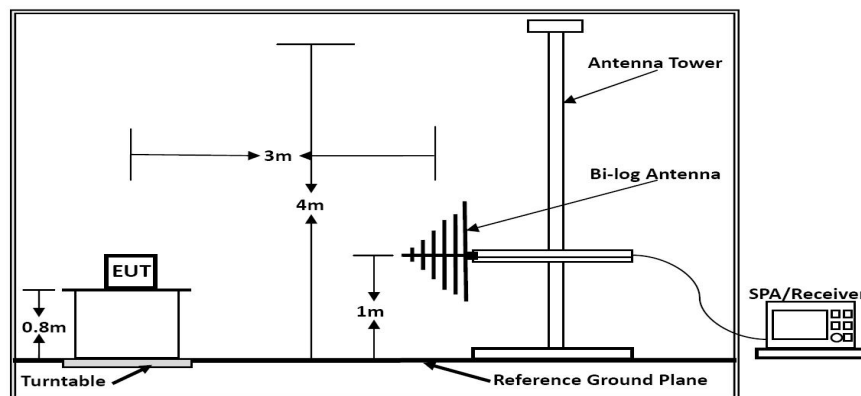 Antenna Tower
3m
Bi-log Antenna
4m
EUT
SPA/Receiver
0.8m
1m
Turntable
Reference Ground Plane